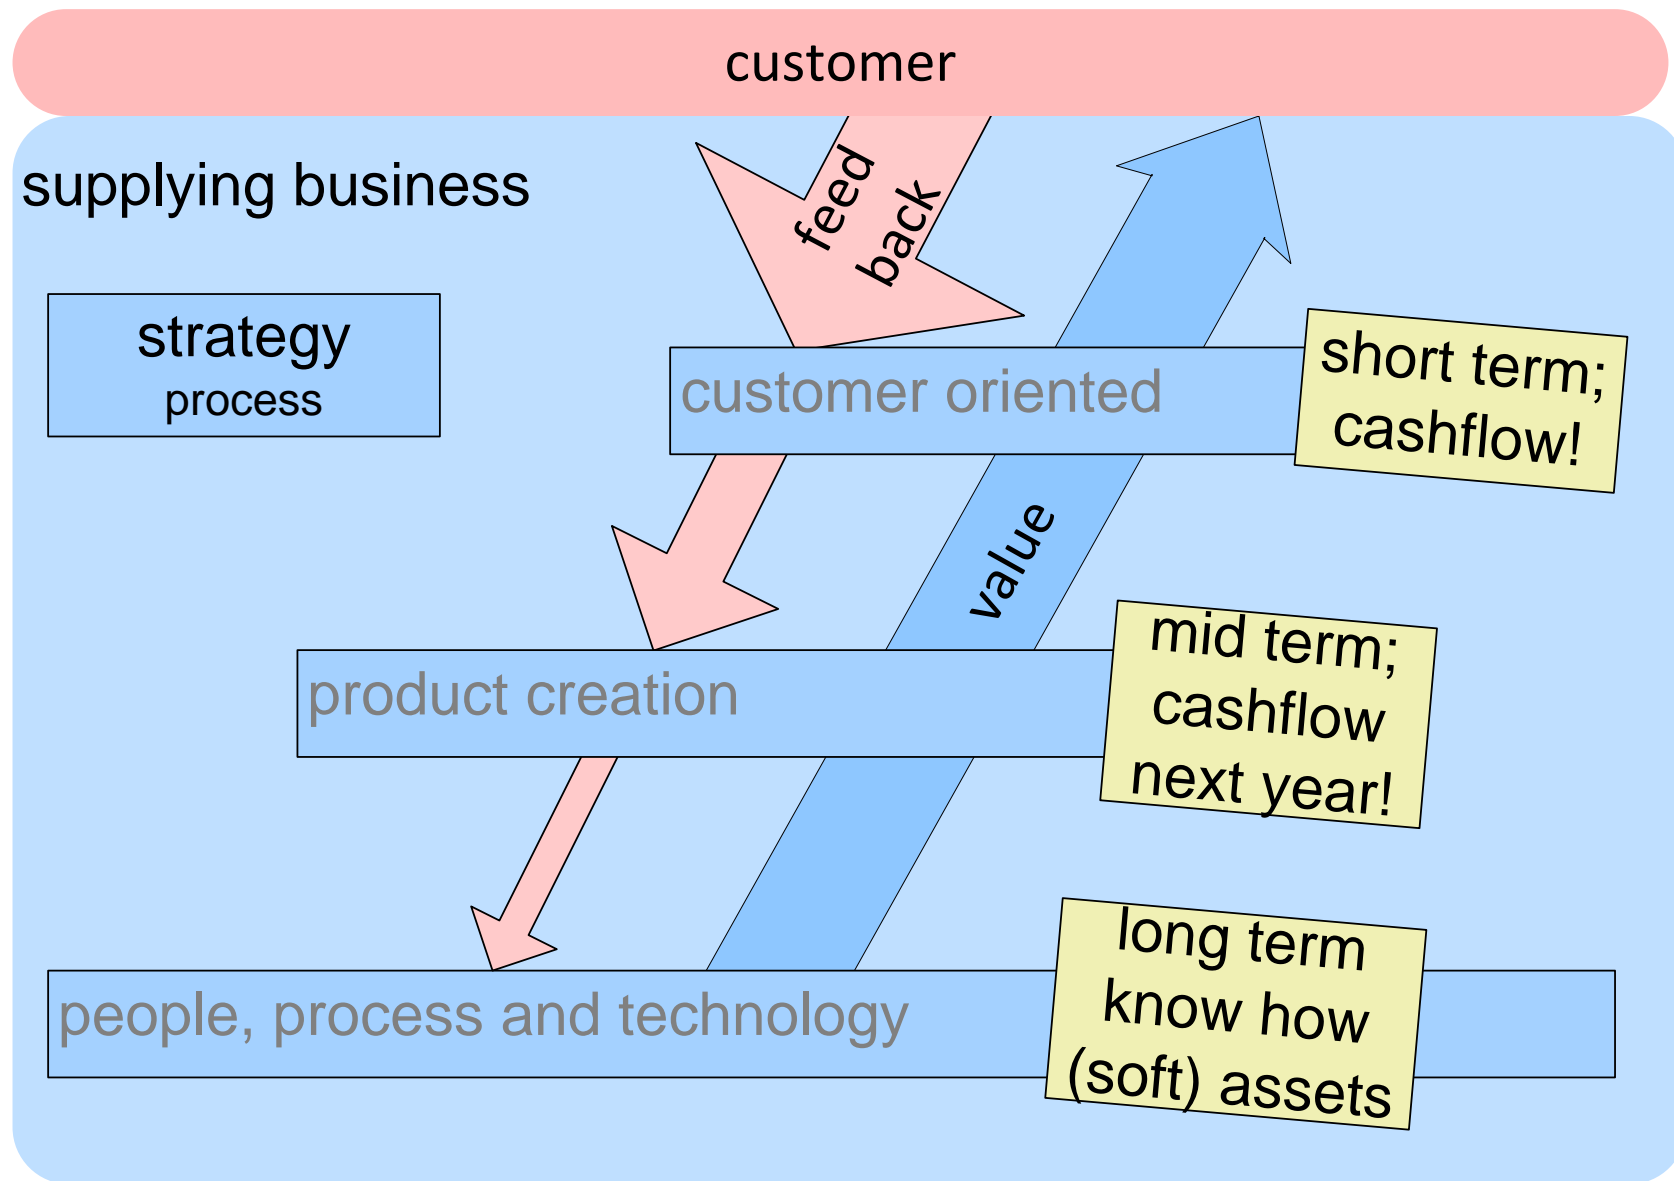 customer
supplying business
feed
back
strategy
process
customer oriented
short term;
cashflow!
value
product creation
mid term;
cashflow
next year!
people, process and technology
long term
know how
(soft) assets